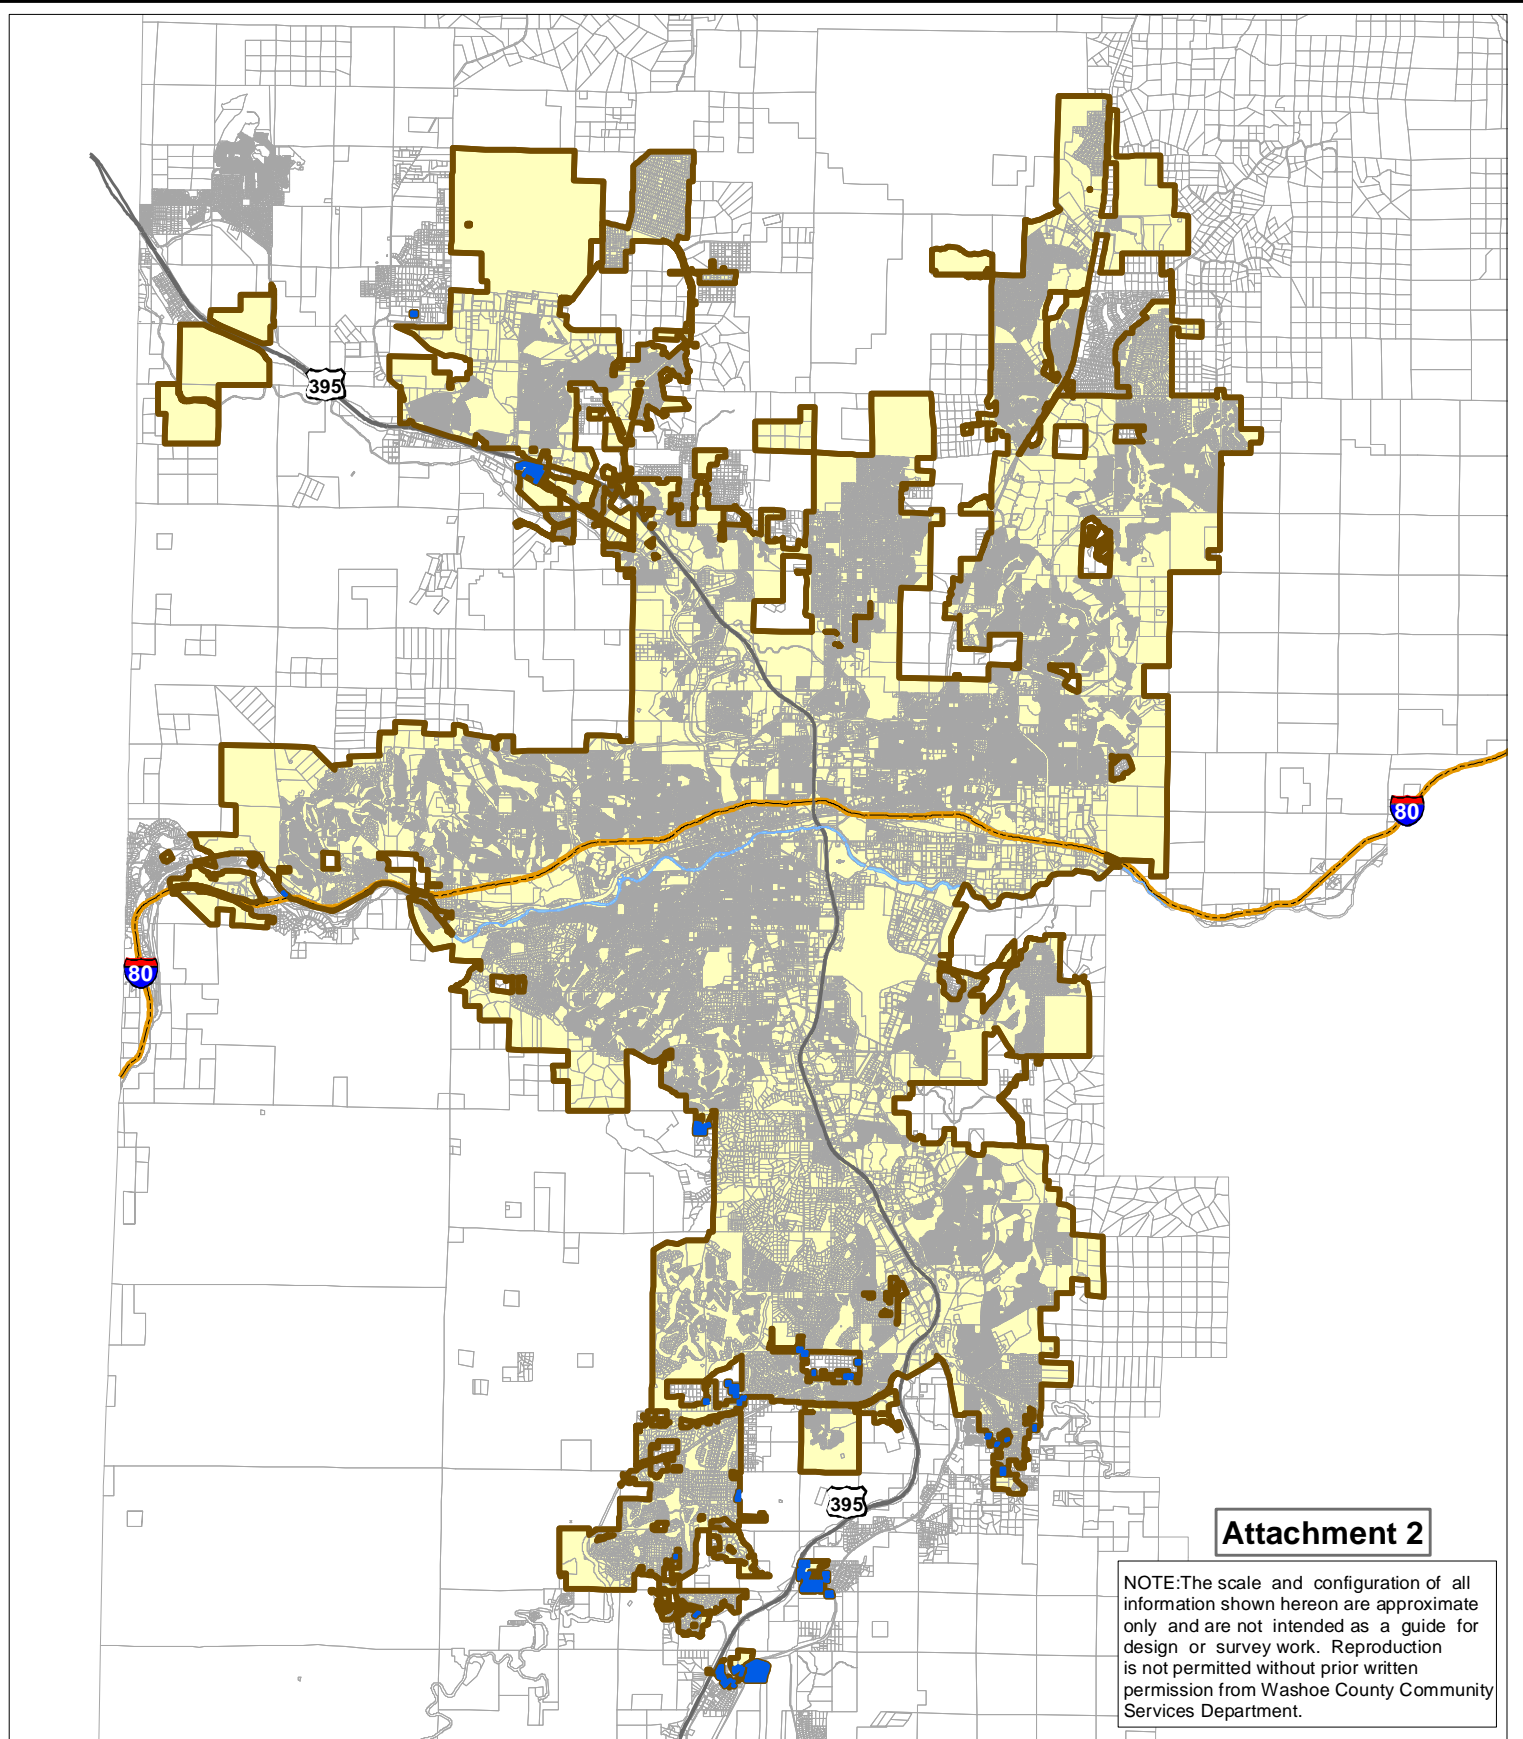 395
80
80
395
Attachment 2
NOTE:The scale and configuration of all
information shown hereon are approximate
only and are not intended as a guide for
design or survey work. Reproduction
is not permitted without prior written
permission from Washoe County Community
Services Department.